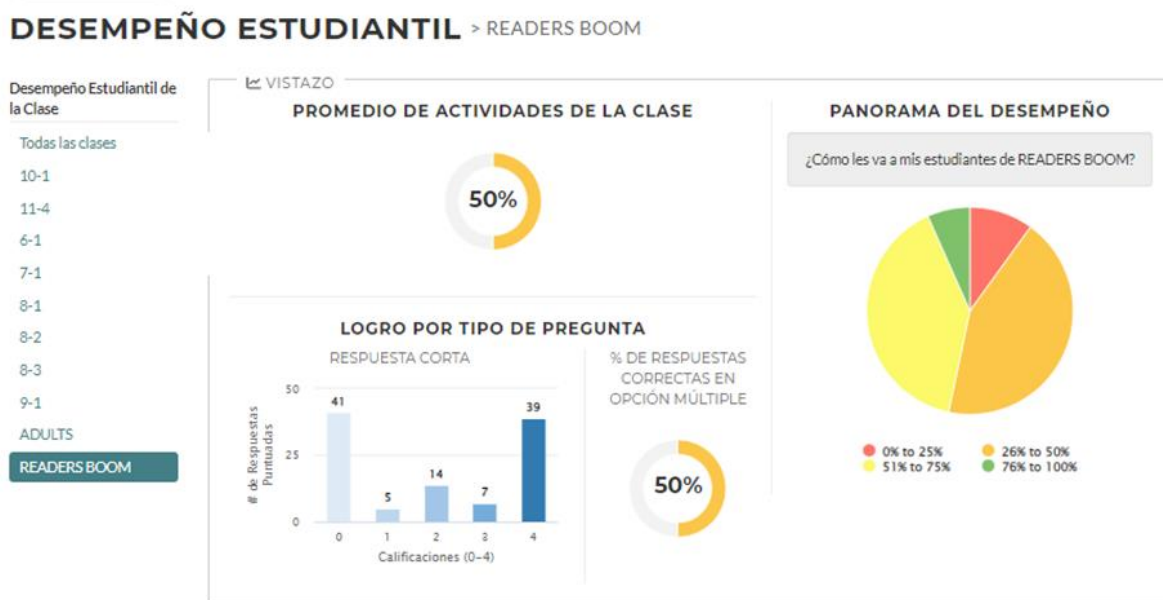 DESEMPEÑO ESTUDIANTIL > READERS BOOM
Desempeño Estudiantil de
la Clase
Todas las clases
10-1
11-4
6-1
7-1
8-1
8-2
8-3
9-1
ADULTS
READERS BOOM
VISTAZO
PROMEDIO DE ACTIVIDADES DE LA CLASE
50%
LOGRO POR TIPO DE PREGUNTA
RESPUESTA CORTA
# de Respuestas
Puntuadas
50
25
0
41
5
14
7
39
0
1
2
3
4
Calificaciones (0-4)
% DE RESPUESTAS
CORRECTAS EN
OPCIÓN MÚLTIPLE
50%
PANORAMA DEL DESEMPEÑO
¿Cómo les va a mis estudiantes de READERS BOOM?
0% to 25%
26% to 50%
51% to 75%
76% to 100%